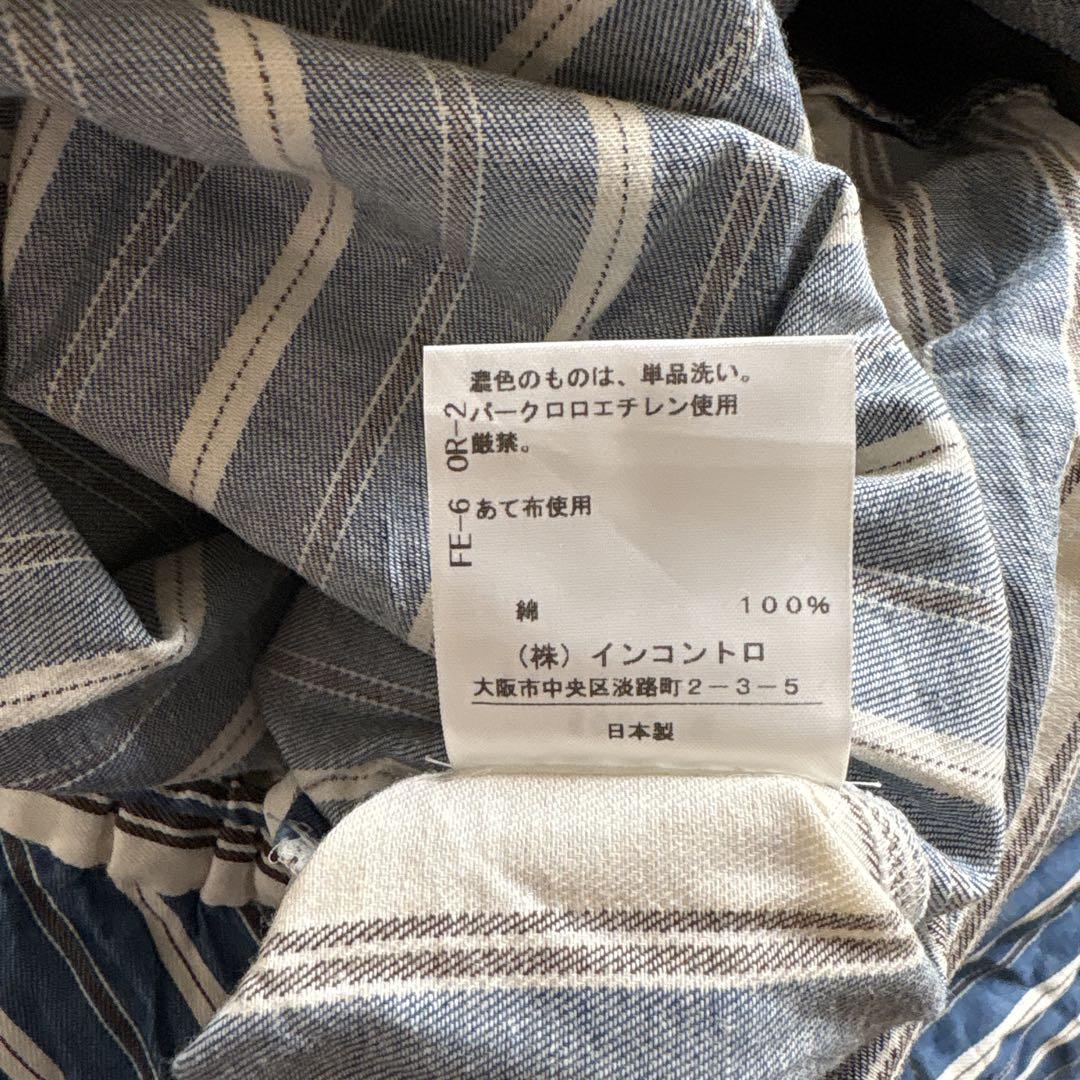 濃色のものは、単品洗い。
パークロロエチレン使用
厳禁。
あて布使用
FE-6 OR-2
綿 100%
(株)インコントロ
大阪市中央区淡路町2-3-5
日本製